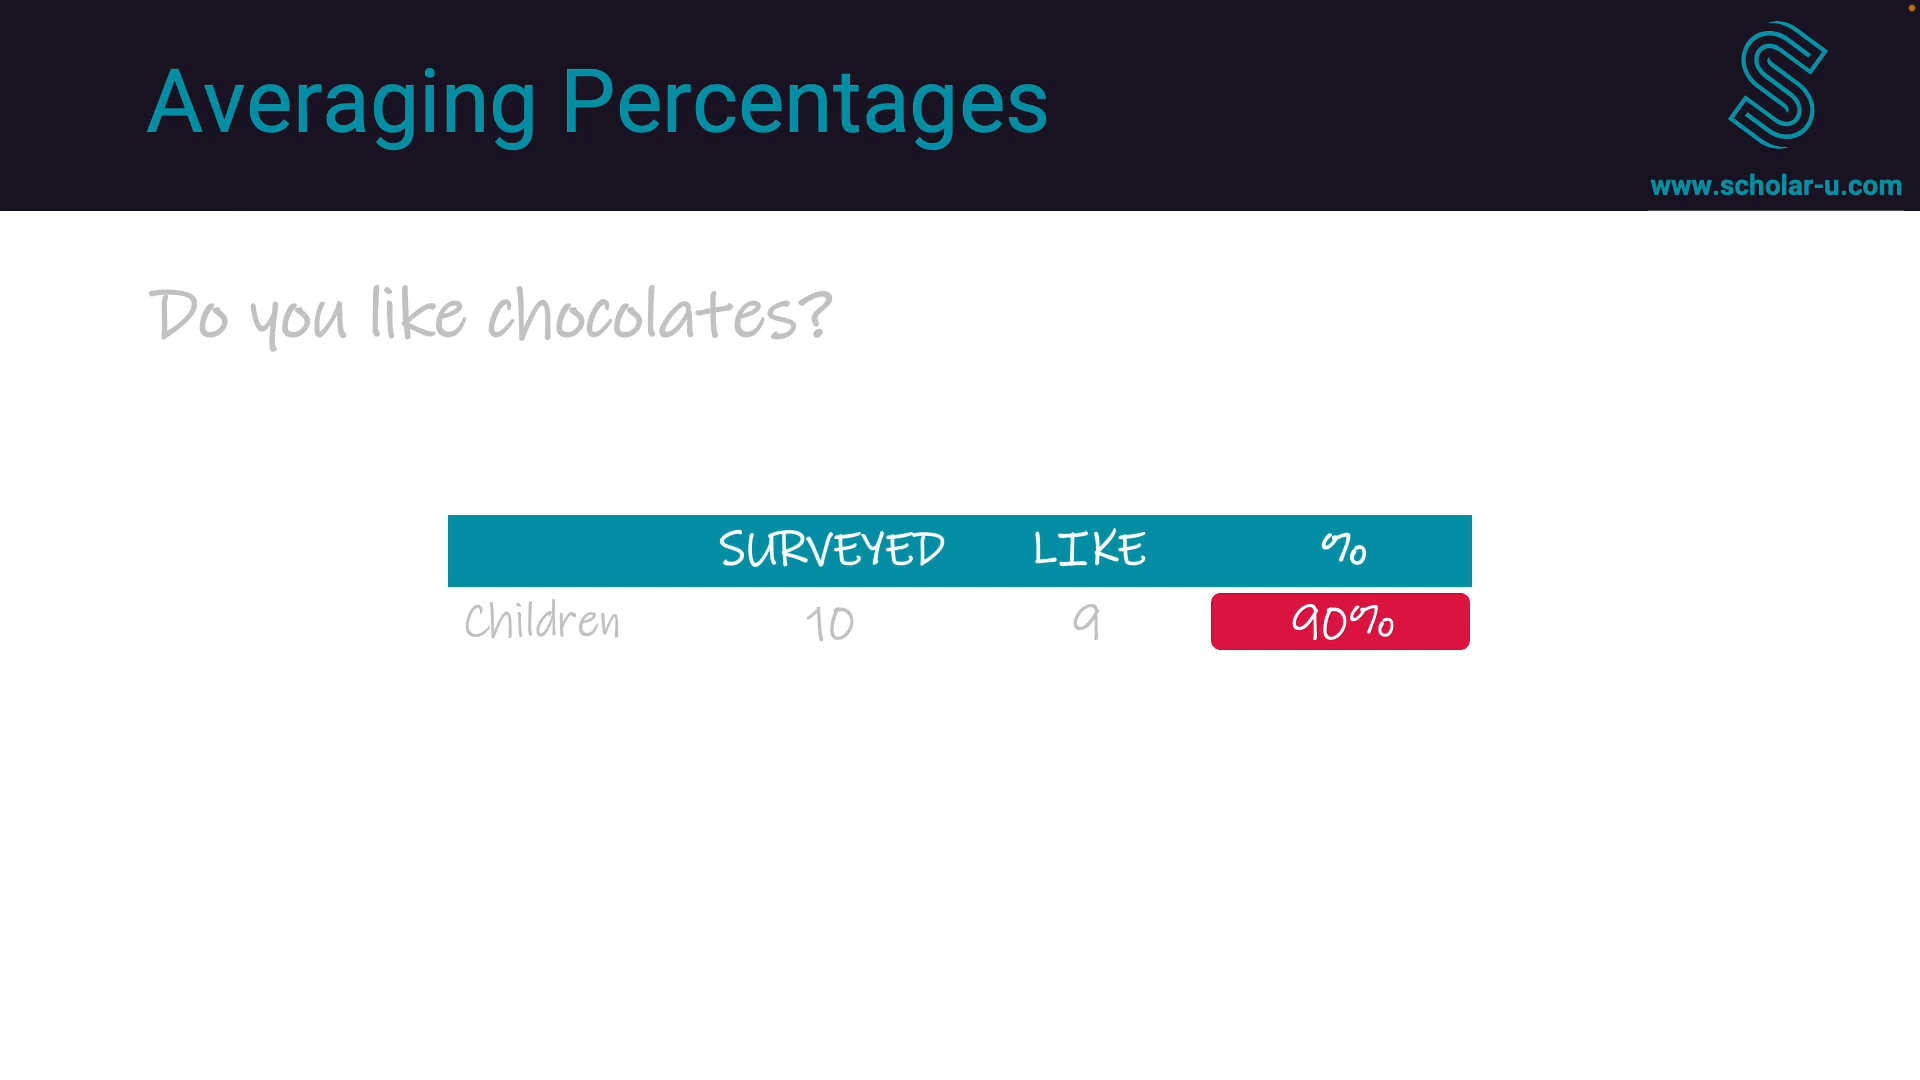 Averaging Percentages
www.scholar-u.com
Do you like chocolates?
SURVEYED LIKE %
Children 10 9 90%